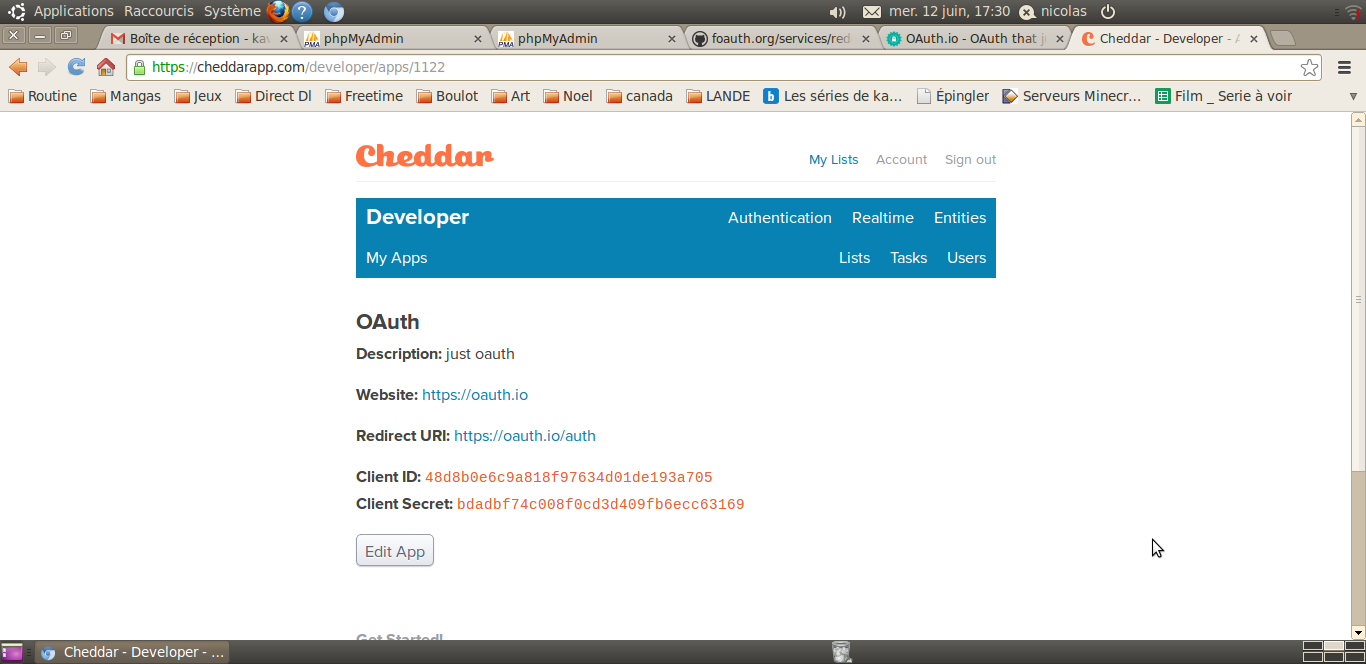 Applications Raccourcis Système ? mer. 12 juin, 17:30 nicolas
Boîte de réception - ka phpMyAdmin phpMyAdmin foauth.org/services/red OAuth.io - OAuth that j Cheddar - Developer - A
https://cheddarapp.com/developer/apps/1122
Routine Mangas Jeux Direct Dl Freetime Boulot Art Noel canada LANDE Les séries de ka... Épingler Serveurs Minecr... Film _ Serie à voir
Cheddar My Lists Account Sign out
Developer Authentication Realtime Entities
My Apps Lists Tasks Users
OAuth
Description: just oauth
Website: https://oauth.io
Redirect URI: https://oauth.io/auth
Client ID: 48d8b0e6c9a818f97634d01de193a705
Client Secret: bdadbf74c008f0cd3d409fb6ecc63169
Edit App
Get Started!
Cheddar - Developer - ...